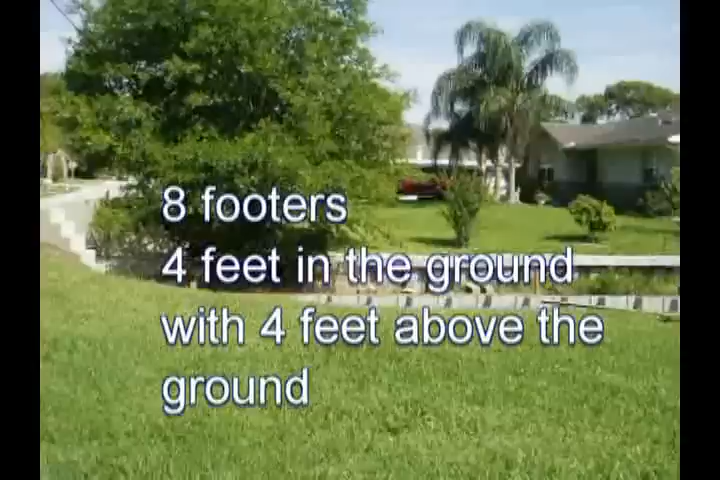 8 footers
4 feet in the ground
with 4 feet above the
ground